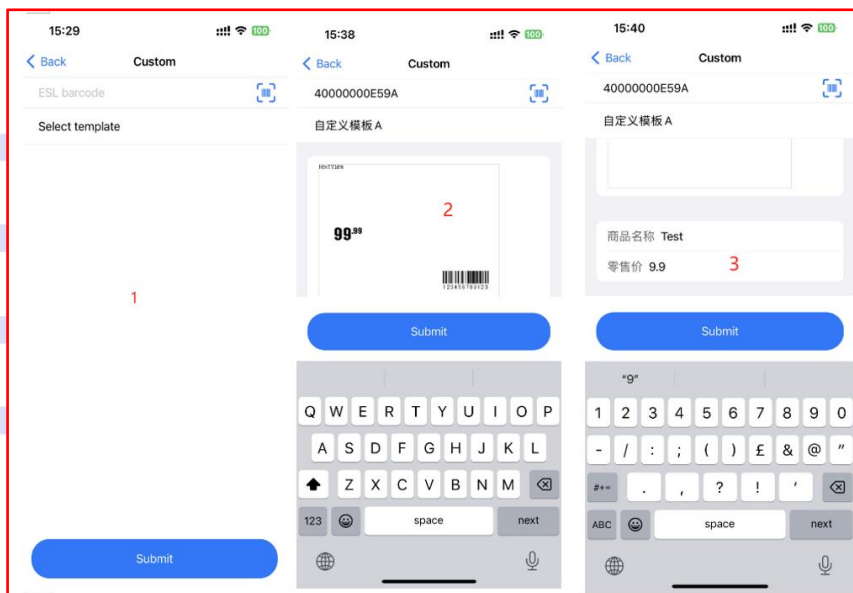 15:29
100
Back
Custom
ESL barcode
Select template
1
Submit
15:38
100
Back
Custom
40000000E59A
自定义模板 A
TextView
99.99
2
Submit
Q W E R T Y U I O P
A S D F G H J K L
Z X C V B N M
123
space
next
15:40
100
Back
Custom
40000000E59A
自定义模板 A
商品名称 Test
零售价 9.9
3
Submit
"9"
1 2 3 4 5 6 7 8 9 0
- / : ; ( ) £ & @ "
#+= . , ? ! '
ABC
space
next